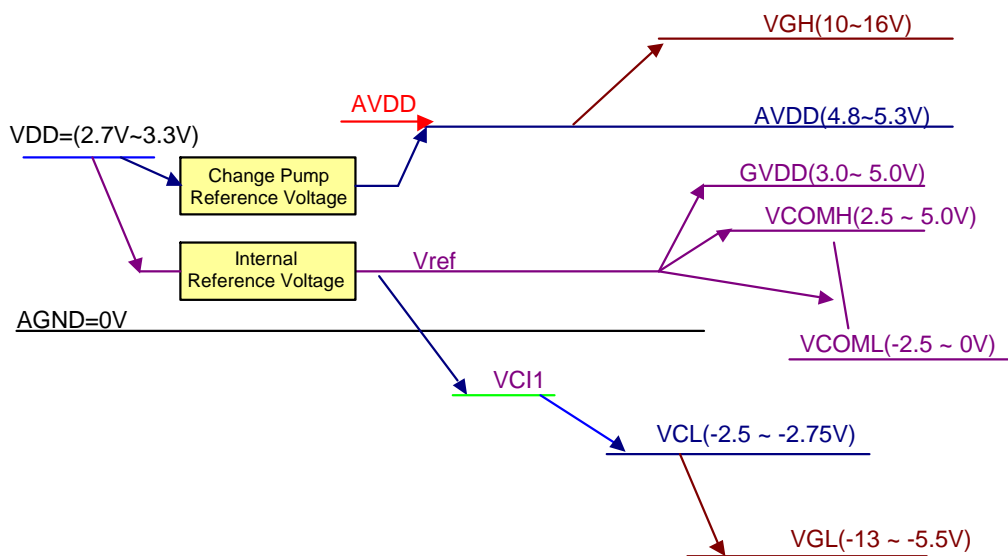 VGH(10~16V)
AVDD
AVDD(4.8~5.3V)
VDD=(2.7V~3.3V)
Change Pump
Reference Voltage
GVDD(3.0~ 5.0V)
VCOMH(2.5 ~ 5.0V)
Internal
Reference Voltage
Vref
AGND=0V
VCOML(-2.5 ~ 0V)
VCI1
VCL(-2.5 ~ -2.75V)
VGL(-13 ~ -5.5V)